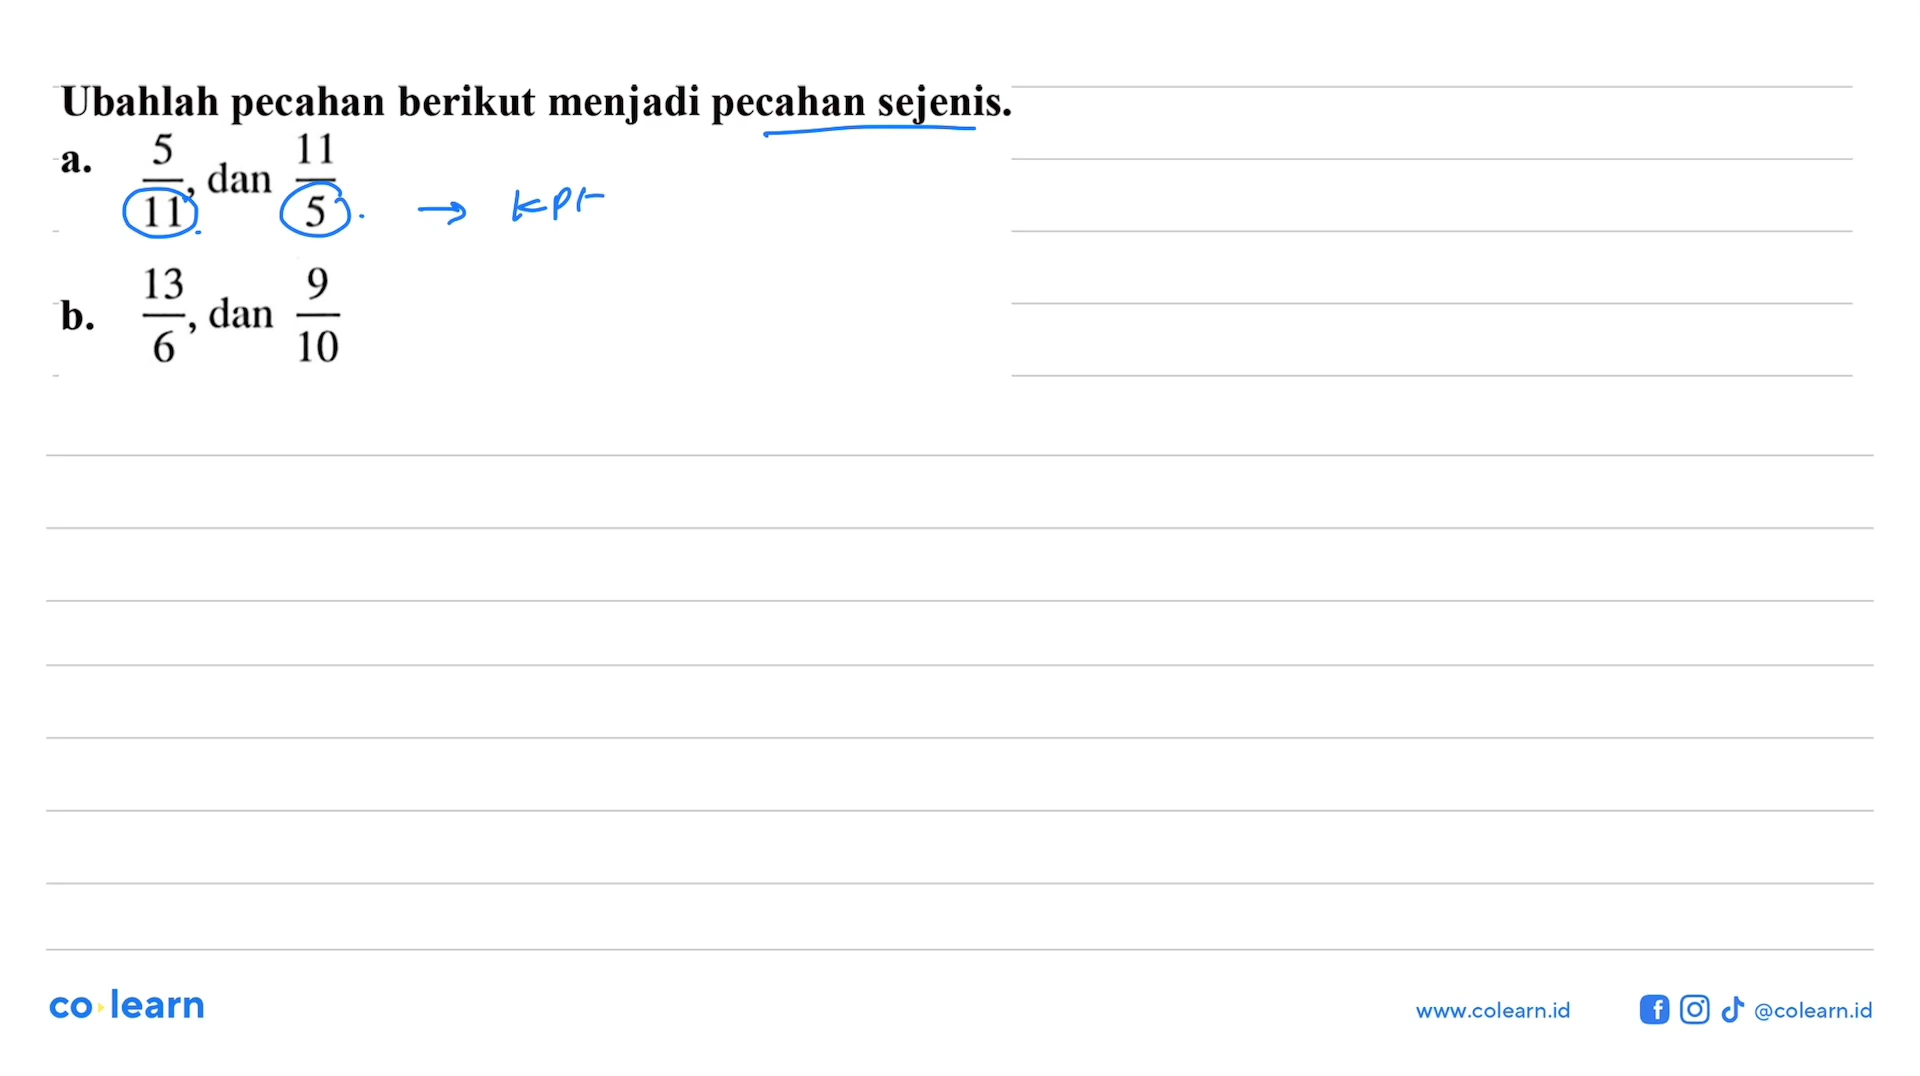 Ubahlah pecahan berikut menjadi pecahan sejenis.
a. 5/11, dan 11/5. → KPK
b. 13/6, dan 9/10
co learn
www.colearn.id
@colearn.id